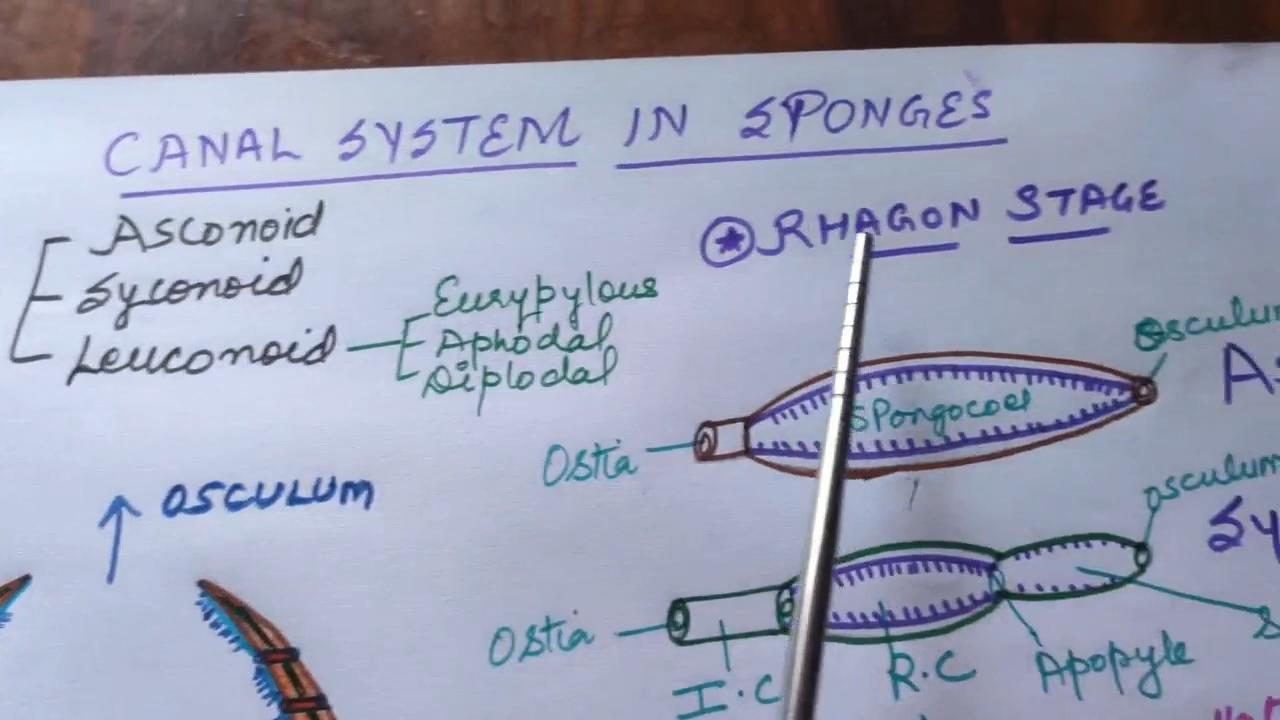 CANAL SYSTEM IN SPONGES
Asconoid
Syconoid
Leuconoid
Eurypylous
Aphodal
Diplodal
RHAGON STAGE
Osculum
Spongocoel
Ostia
OSCULUM
Osculum
Sy
Ostia
I.C
R.C
Apopyle